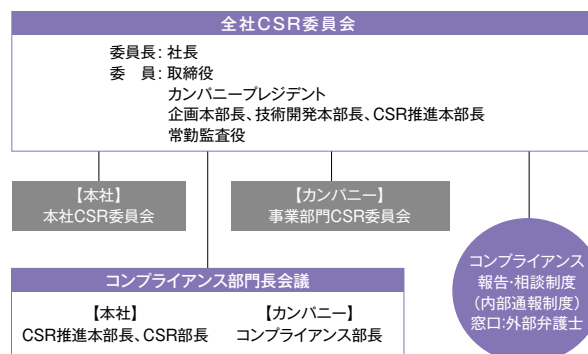 全社CSR委員会
委員長：社長
委　員：取締役
カンパニープレジデント
企画本部長、技術開発本部長、CSR推進本部長
常勤監査役
【本社】
本社CSR委員会
【カンパニー】
事業部門CSR委員会
コンプライアンス
報告・相談制度
（内部通報制度）
窓口：外部弁護士
コンプライアンス部門長会議
【本社】
CSR推進本部長、CSR部長
【カンパニー】
コンプライアンス部長